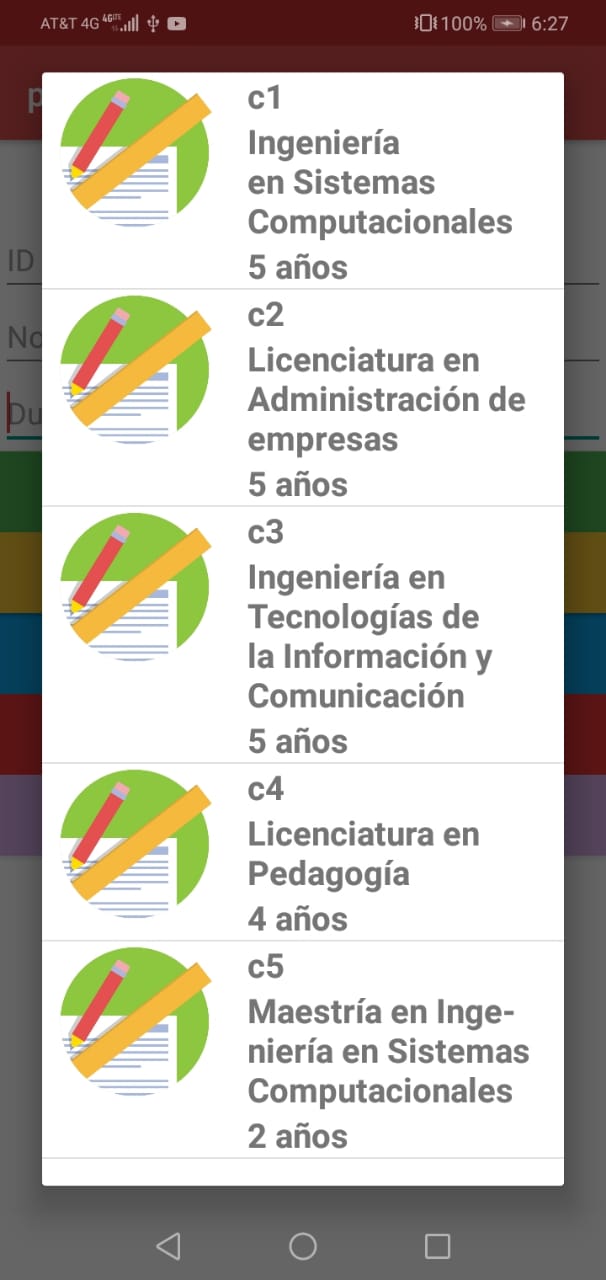 AT&T 4G 4G LTE 100% 6:27
p
c1
Ingeniería
en Sistemas
Computacionales
5 años
ID
c2
Licenciatura en
Administración de
empresas
5 años
No
Du
c3
Ingeniería en
Tecnologías de
la Información y
Comunicación
5 años
c4
Licenciatura en
Pedagogía
4 años
c5
Maestría en Inge-
niería en Sistemas
Computacionales
2 años